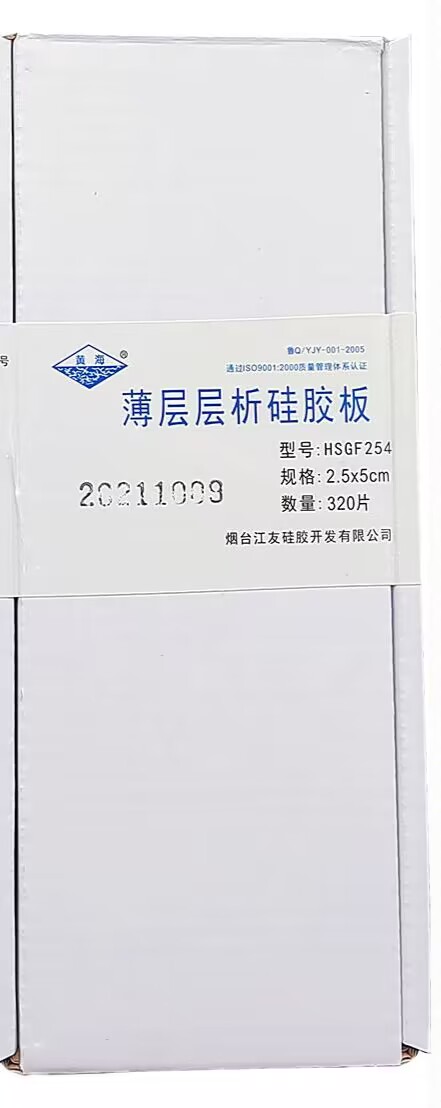 号
黄海®
鲁Q/YJY-001-2005
通过ISO9001:2000质量管理体系认证
薄层层析硅胶板
型号:HSGF254
规格:2.5x5cm
20211009
数量:320片
烟台江友硅胶开发有限公司